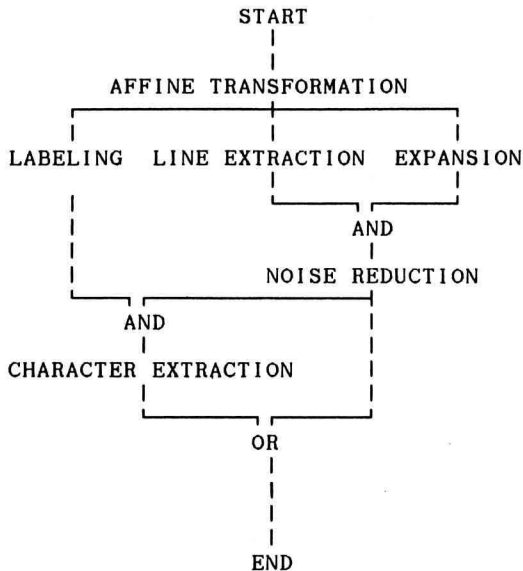 START
AFFINE TRANSFORMATION
LABELING LINE EXTRACTION EXPANSION
AND
NOISE REDUCTION
AND
CHARACTER EXTRACTION
OR
END